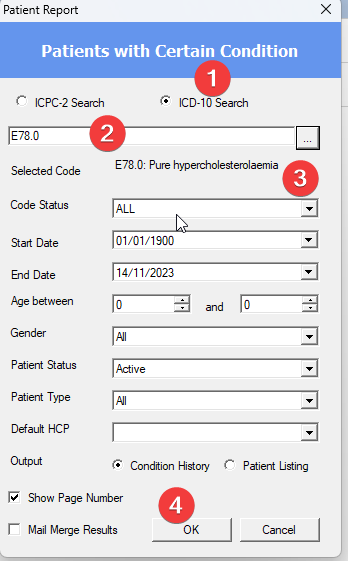 Patient Report
Patients with Certain Condition
1
ICPC-2 Search ICD-10 Search
E78.0 2 ...
Selected Code E78.0: Pure hypercholesterolaemia
3
Code Status ALL
Start Date 01/01/1900
End Date 14/11/2023
Age between 0 and 0
Gender All
Patient Status Active
Patient Type All
Default HCP
Output Condition History Patient Listing
Show Page Number
4
Mail Merge Results OK Cancel